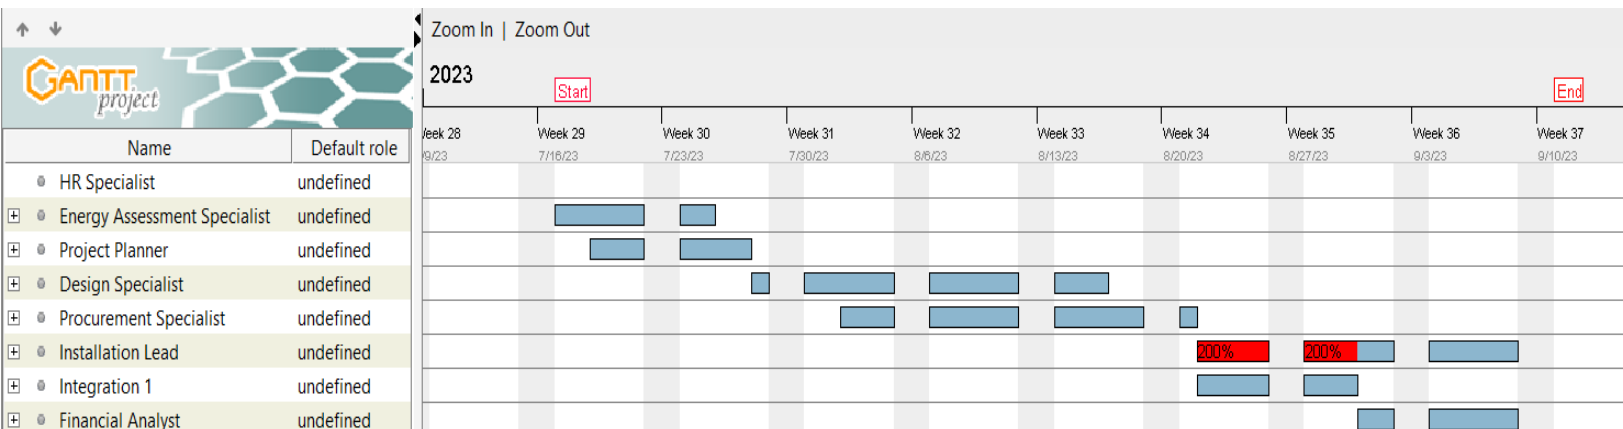 Zoom In | Zoom Out
GANTT
project
2023
Start
End
Week 29
Week 30
Week 31
Week 32
Week 33
Week 34
Week 35
Week 36
Week 37
7/16/23
7/23/23
7/30/23
8/6/23
8/13/23
8/20/23
8/27/23
9/3/23
9/10/23
Name Default role
HR Specialist undefined
Energy Assessment Specialist undefined
Project Planner undefined
Design Specialist undefined
Procurement Specialist undefined
Installation Lead undefined 200% 200%
Integration 1 undefined
Financial Analyst undefined